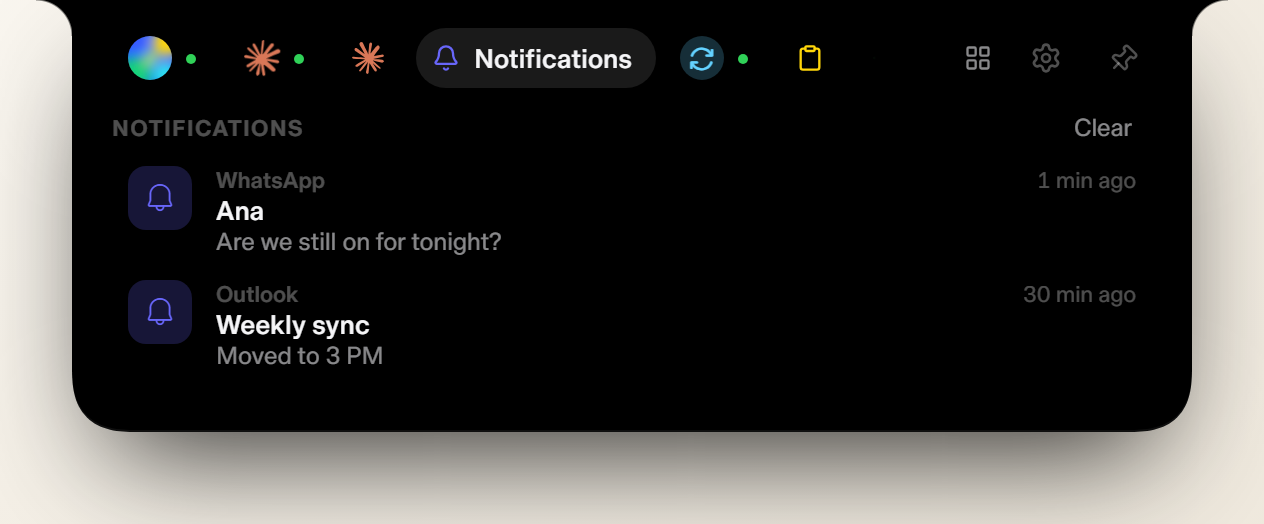 Notifications
NOTIFICATIONS
Clear
WhatsApp
1 min ago
Ana
Are we still on for tonight?
Outlook
30 min ago
Weekly sync
Moved to 3 PM